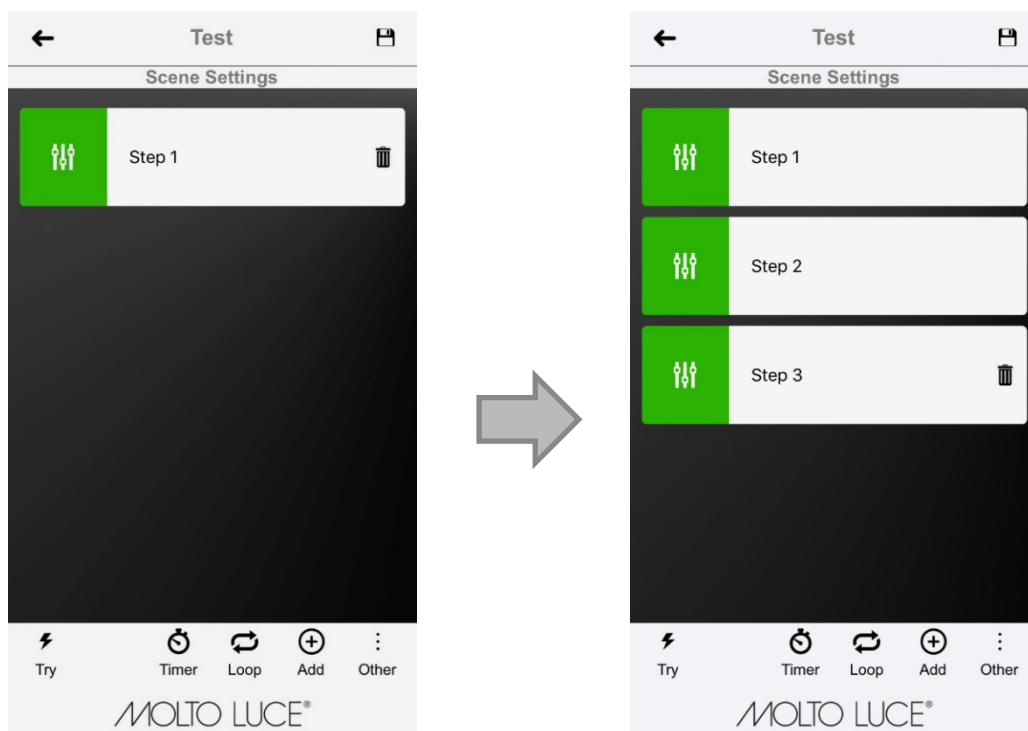 Test
Scene Settings
Step 1
Try Timer Loop Add Other
MOLTO LUCE®
Test
Scene Settings
Step 1
Step 2
Step 3
Try Timer Loop Add Other
MOLTO LUCE®